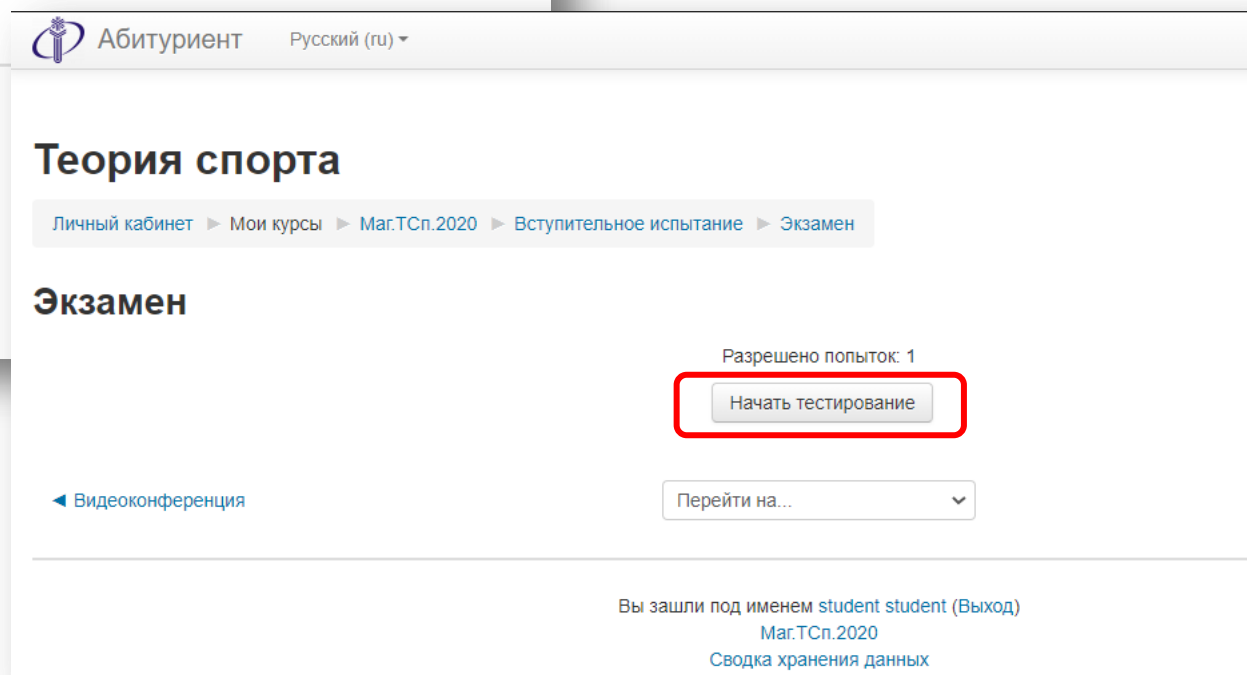 Абитуриент Русский (ru)
Теория спорта
Личный кабинет ► Мои курсы ► Маг.ТСп.2020 ► Вступительное испытание ► Экзамен
Экзамен
Разрешено попыток: 1
Начать тестирование
◄ Видеоконференция
Перейти на...
Вы зашли под именем student student (Выход)
Маг.ТСп.2020
Сводка хранения данных